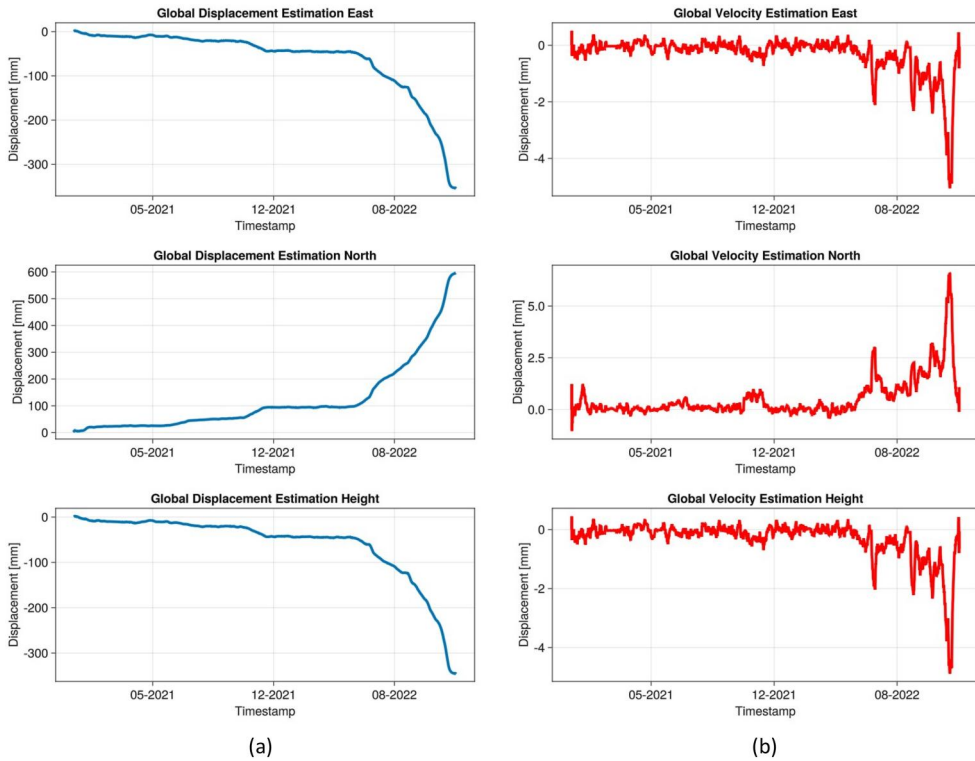 Global Displacement Estimation East
0
-100
-200
-300
Displacement [mm]
05-2021 12-2021 08-2022
Timestamp
Global Velocity Estimation East
0
-2
-4
Displacement [mm]
05-2021 12-2021 08-2022
Timestamp
Global Displacement Estimation North
600
500
400
300
200
100
0
Displacement [mm]
05-2021 12-2021 08-2022
Timestamp
Global Velocity Estimation North
5.0
2.5
0.0
Displacement [mm]
05-2021 12-2021 08-2022
Timestamp
Global Displacement Estimation Height
0
-100
-200
-300
Displacement [mm]
05-2021 12-2021 08-2022
Timestamp
Global Velocity Estimation Height
0
-2
-4
Displacement [mm]
05-2021 12-2021 08-2022
Timestamp
(a) (b)